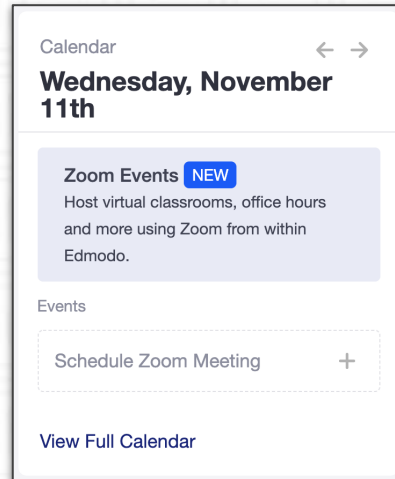 Calendar
Wednesday, November
11th
Zoom Events NEW
Host virtual classrooms, office hours
and more using Zoom from within
Edmodo.
Events
Schedule Zoom Meeting +
View Full Calendar